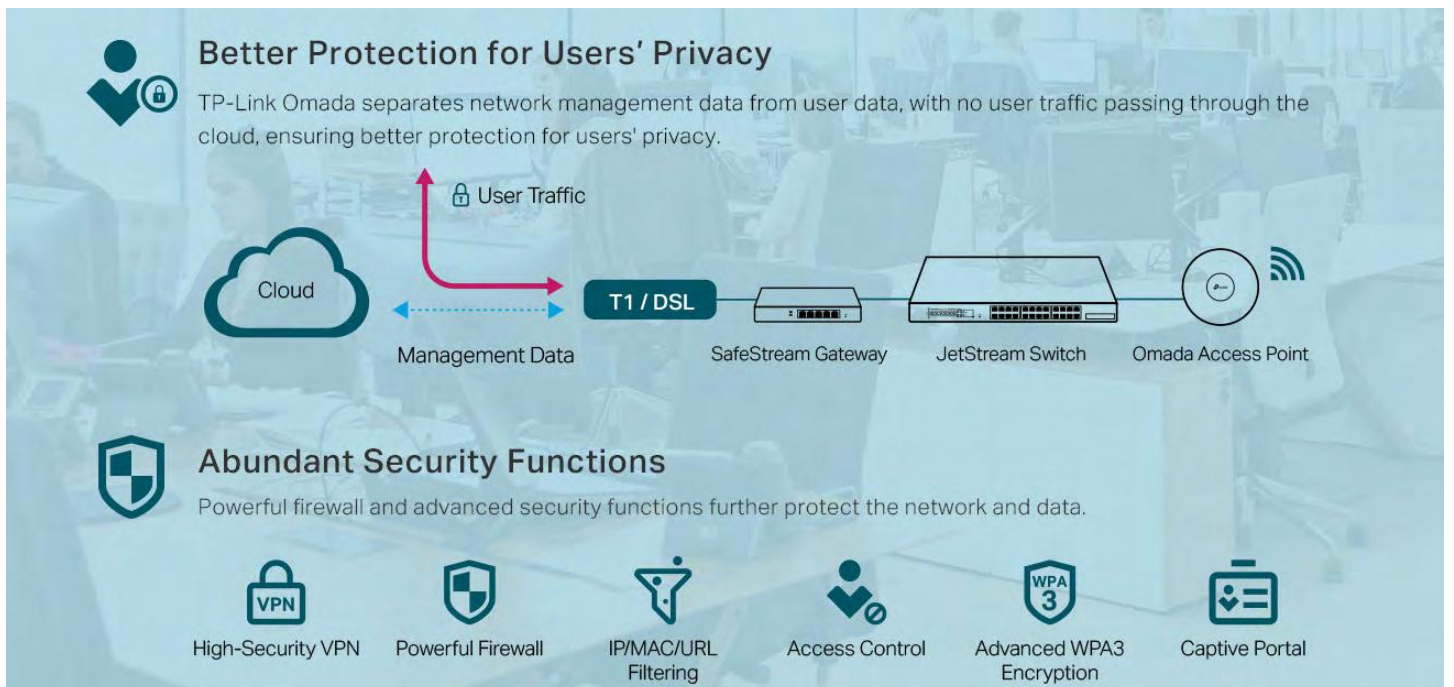 Better Protection for Users' Privacy
TP-Link Omada separates network management data from user data, with no user traffic passing through the
cloud, ensuring better protection for users' privacy.
User Traffic
Cloud
T1 / DSL
Management Data
SafeStream Gateway
JetStream Switch
Omada Access Point
Abundant Security Functions
Powerful firewall and advanced security functions further protect the network and data.
VPN
WPA
3
High-Security VPN
Powerful Firewall
IP/MAC/URL
Filtering
Access Control
Advanced WPA3
Encryption
Captive Portal